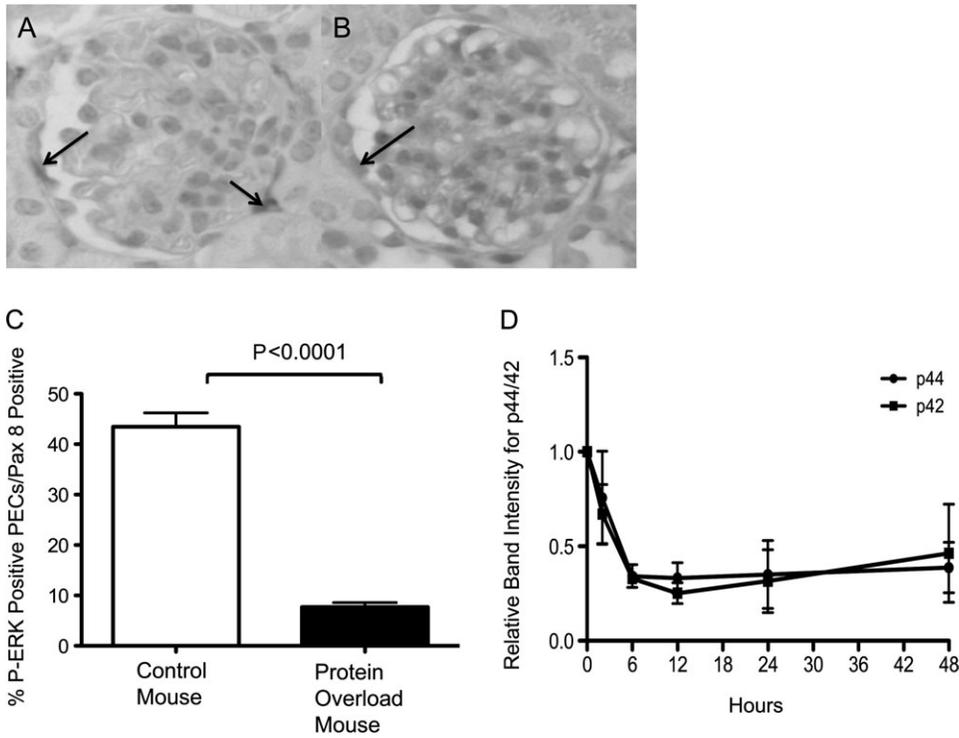 A
B
C
P<0.0001
% P-ERK Positive PECs/Pax 8 Positive
50
40
30
20
10
0
Control
Mouse
Protein
Overload
Mouse
D
Relative Band Intensity for p44/42
1.5
1.0
0.5
0.0
p44
p42
0 6 12 18 24 30 36 42 48
Hours